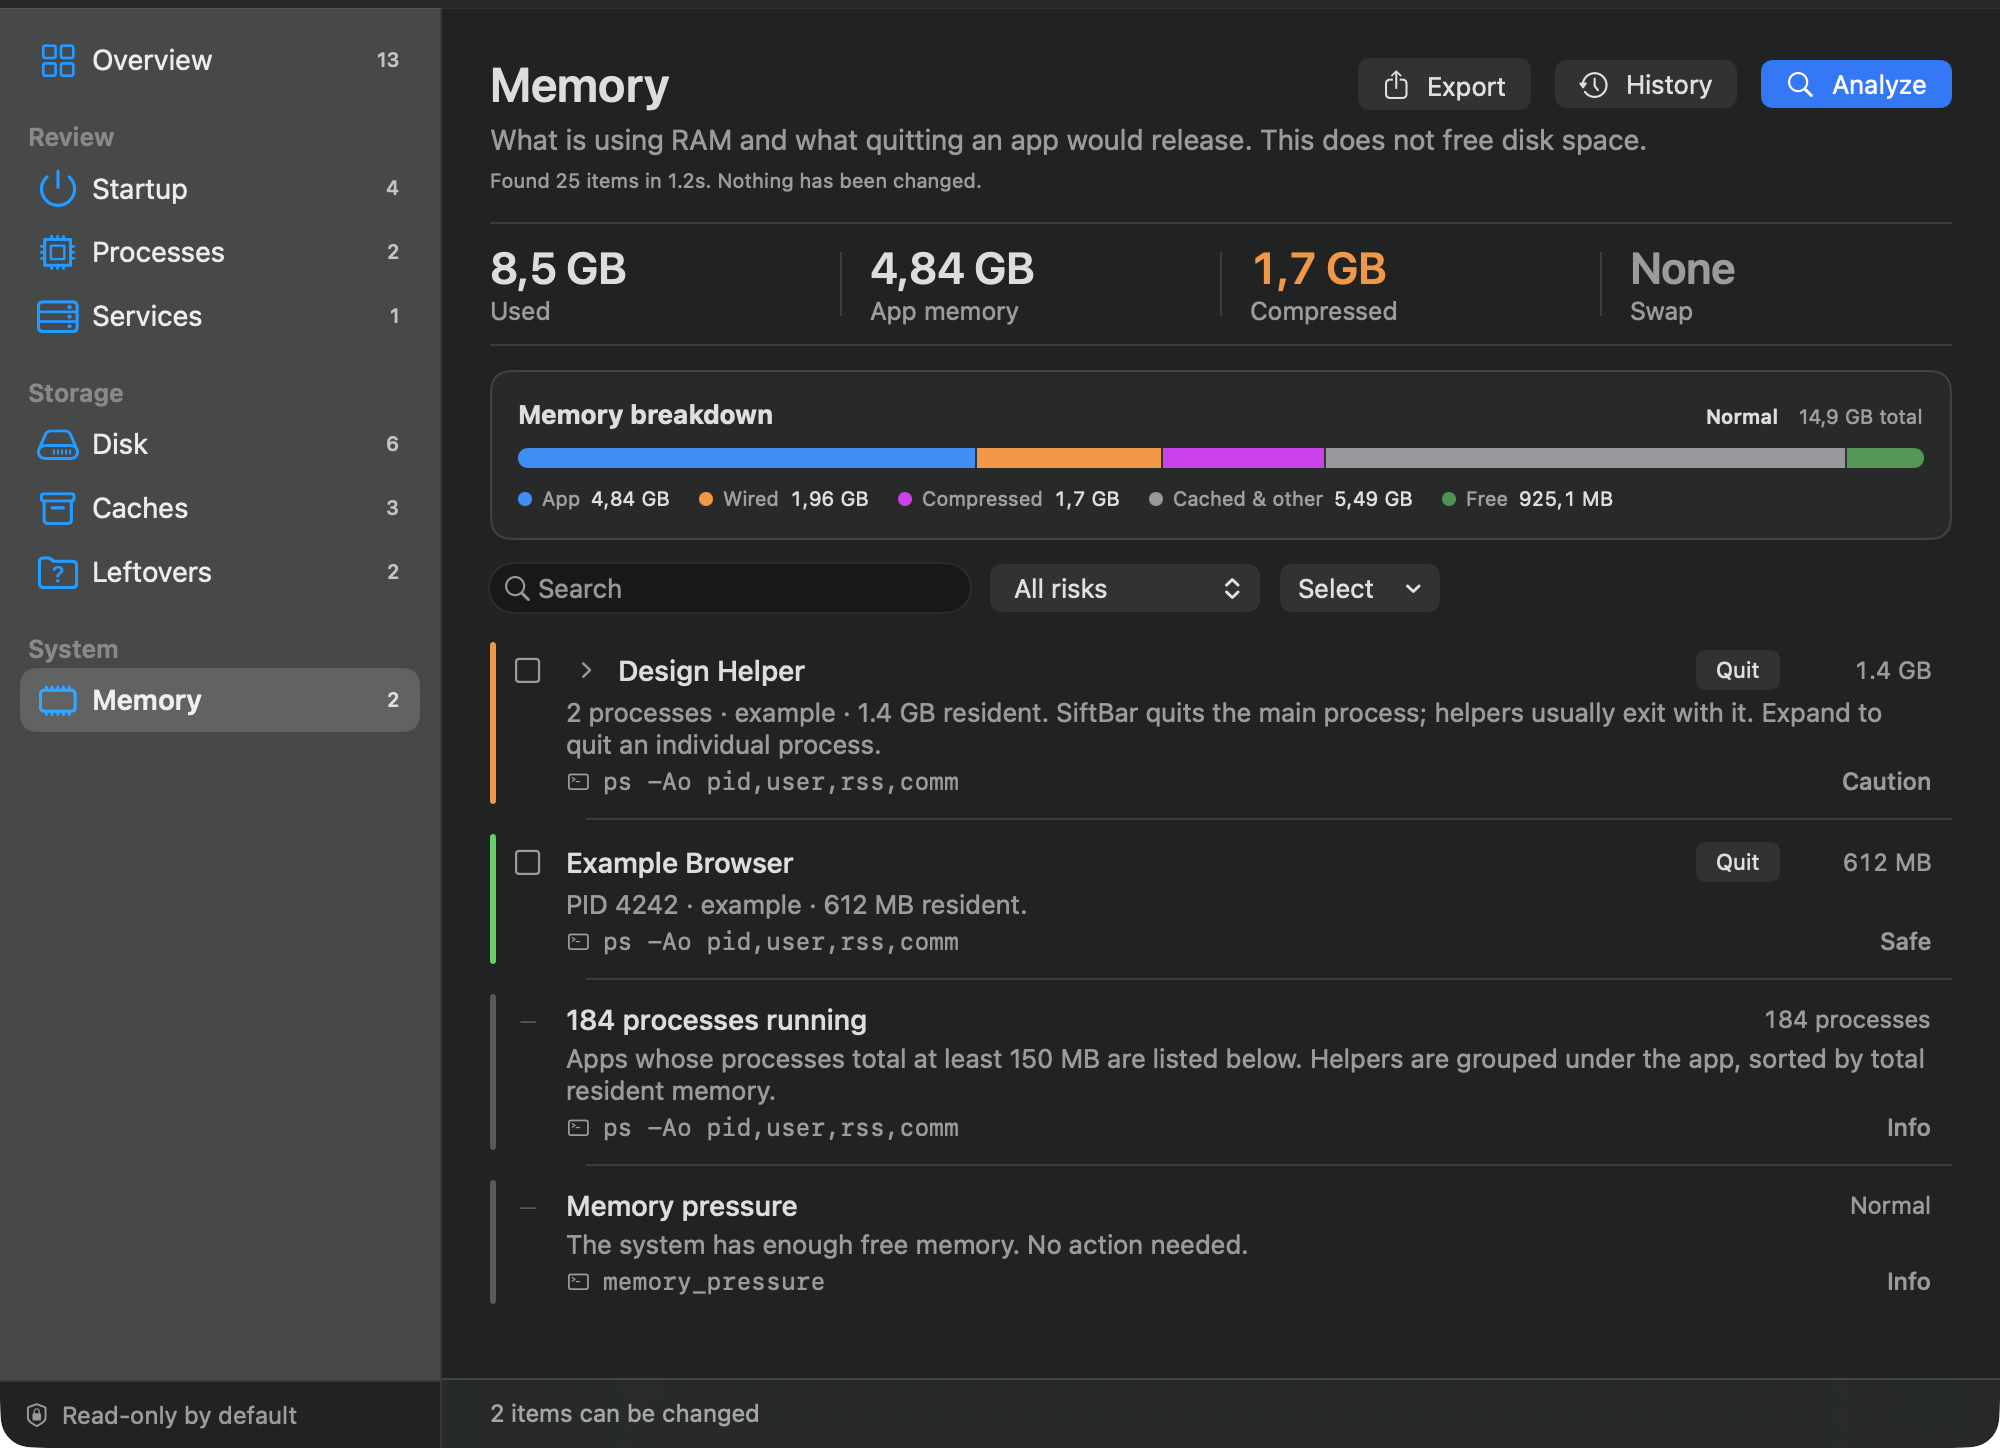 Overview 13
Review
Startup 4
Processes 2
Services 1
Storage
Disk 6
Caches 3
Leftovers 2
System
Memory 2
Read-only by default
Memory
Export
History
Analyze
What is using RAM and what quitting an app would release. This does not free disk space.
Found 25 items in 1.2s. Nothing has been changed.
8,5 GB
Used
4,84 GB
App memory
1,7 GB
Compressed
None
Swap
Memory breakdown
Normal 14,9 GB total
App 4,84 GB Wired 1,96 GB Compressed 1,7 GB Cached & other 5,49 GB Free 925,1 MB
Search
All risks
Select
Design Helper Quit 1.4 GB
2 processes · example · 1.4 GB resident. SiftBar quits the main process; helpers usually exit with it. Expand to
quit an individual process.
ps -Ao pid,user,rss,comm Caution
Example Browser Quit 612 MB
PID 4242 · example · 612 MB resident.
ps -Ao pid,user,rss,comm Safe
184 processes running 184 processes
Apps whose processes total at least 150 MB are listed below. Helpers are grouped under the app, sorted by total
resident memory.
ps -Ao pid,user,rss,comm Info
Memory pressure Normal
The system has enough free memory. No action needed.
memory_pressure Info
2 items can be changed